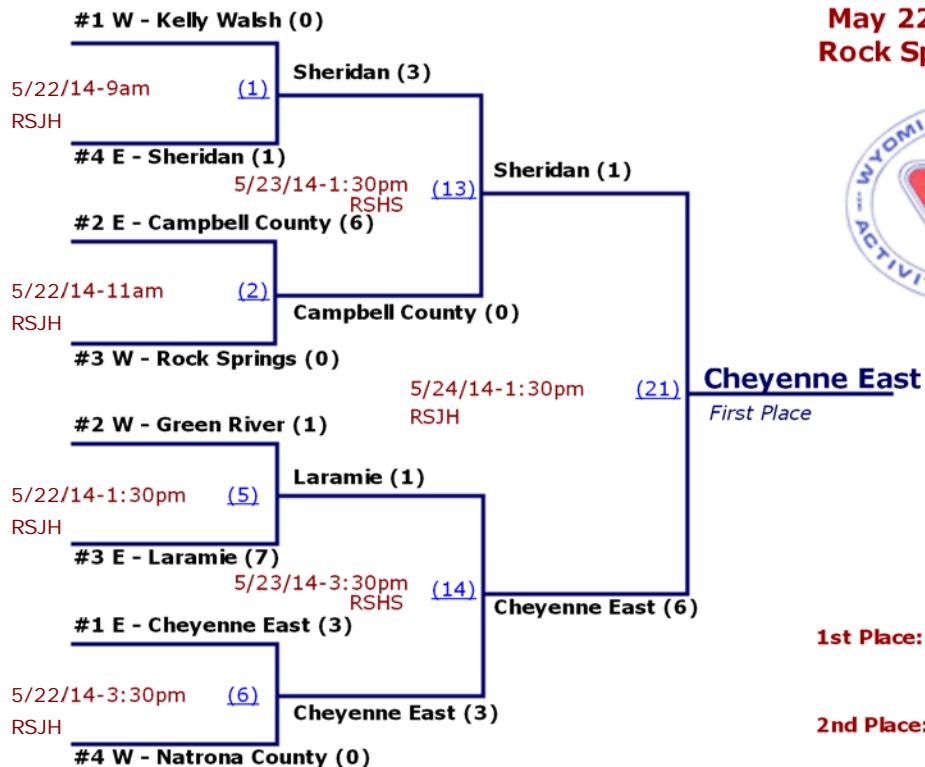 #1 W - Kelly Walsh (0)
May 22
Rock Sp
Sheridan (3)
5/22/14-9am
(1)
RSJH
WYOMI
ACTIVI
#4 E - Sheridan (1)
Sheridan (1)
5/23/14-1:30pm
(13)
RSHS
#2 E - Campbell County (6)
5/22/14-11am
(2)
RSJH
Campbell County (0)
#3 W - Rock Springs (0)
Cheyenne East
5/24/14-1:30pm
(21)
RSJH
First Place
#2 W - Green River (1)
Laramie (1)
5/22/14-1:30pm
(5)
RSJH
#3 E - Laramie (7)
5/23/14-3:30pm
(14)
RSHS
Cheyenne East (6)
#1 E - Cheyenne East (3)
1st Place:
5/22/14-3:30pm
(6)
RSJH
Cheyenne East (3)
2nd Place:
#4 W - Natrona County (0)